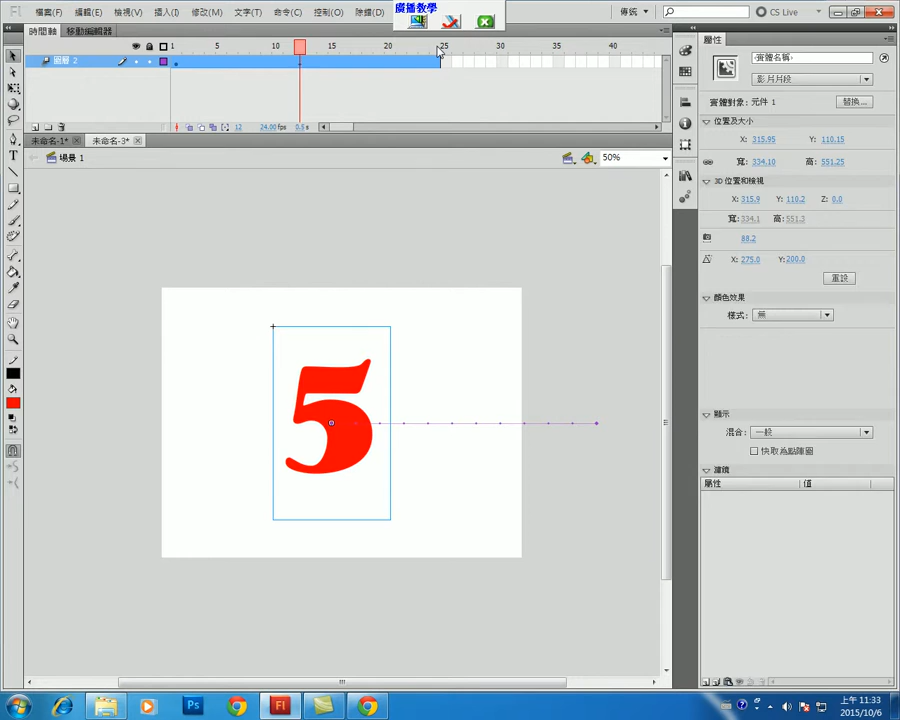 廣播教學
Fl 檔案(F) 編輯(E) 檢視(V) 插入(I) 修改(M) 文字(T) 命令(C) 控制(O) 除錯(D) 傳統 CS Live
時間軸 移動編輯器
1 5 10 15 20 25 30 35 40
圖層 2
12 24.00 fps 0.5 s
未命名-1* 未命名-3*
場景 1 50%
5
屬性
<實體名稱>
影片片段
實體對象: 元件 1 替換...
位置及大小
X: 315.95 Y: 110.15
寬: 334.10 高: 551.25
3D 位置和檢視
X: 315.9 Y: 110.2 Z: 0.0
寬: 334.1 高: 551.3
88.2
X: 275.0 Y: 200.0
重設
顏色效果
樣式: 無
顯示
混合: 一般
快取為點陣圖
濾鏡
屬性 值
Ps Fl
上午 11:33
2015/10/6